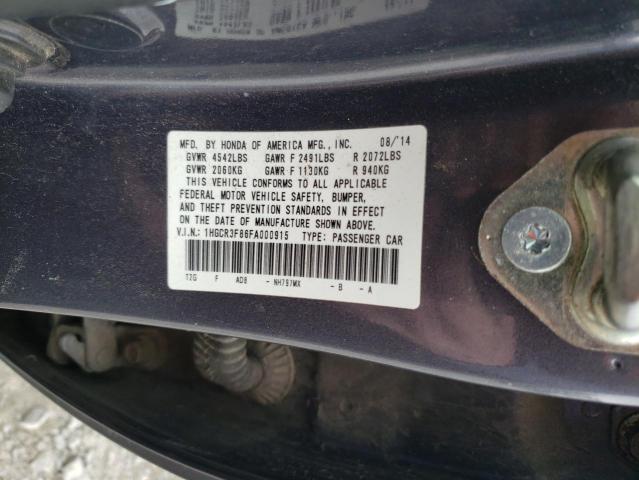 MFD. BY HONDA OF AMERICA MFG., INC. 08/'14
GVWR 4542LBS GAWR F 2491LBS R 2072LBS
GVWR 2060KG GAWR F 1130KG R 940KG
THIS VEHICLE CONFORMS TO ALL APPLICABLE
FEDERAL MOTOR VEHICLE SAFETY, BUMPER,
AND THEFT PREVENTION STANDARDS IN EFFECT
ON THE DATE OF MANUFACTURE SHOWN ABOVE.
V.I.N.: 1HGCR3F86FA000915 TYPE: PASSENGER CAR
T2G F AD8 - NH797MX - B - A